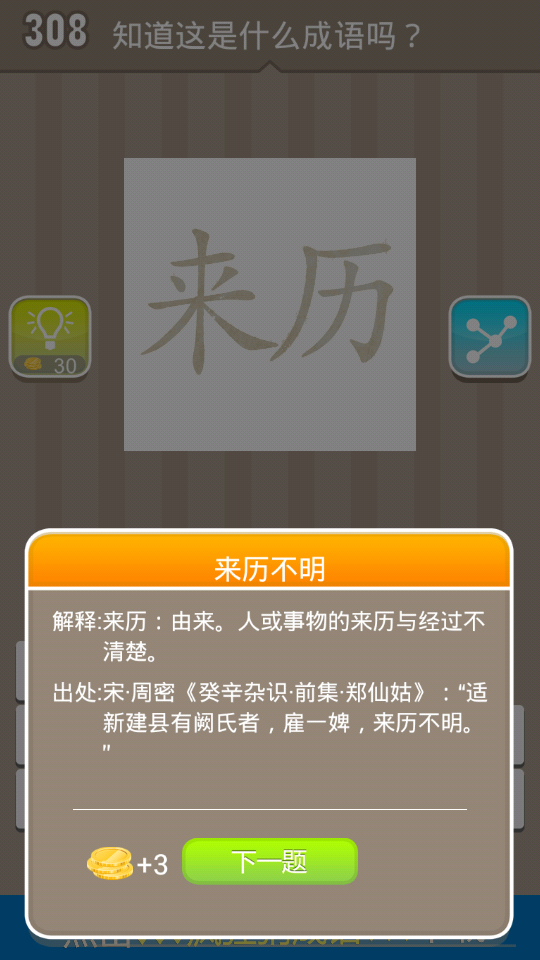 308 知道这是什么成语吗？
来历
30
来历不明
解释:来历：由来。人或事物的来历与经过不
清楚。
出处:宋·周密《癸辛杂识·前集·郑仙姑》：“适
新建县有阙氏者，雇一婢，来历不明。
”
+3 下一题